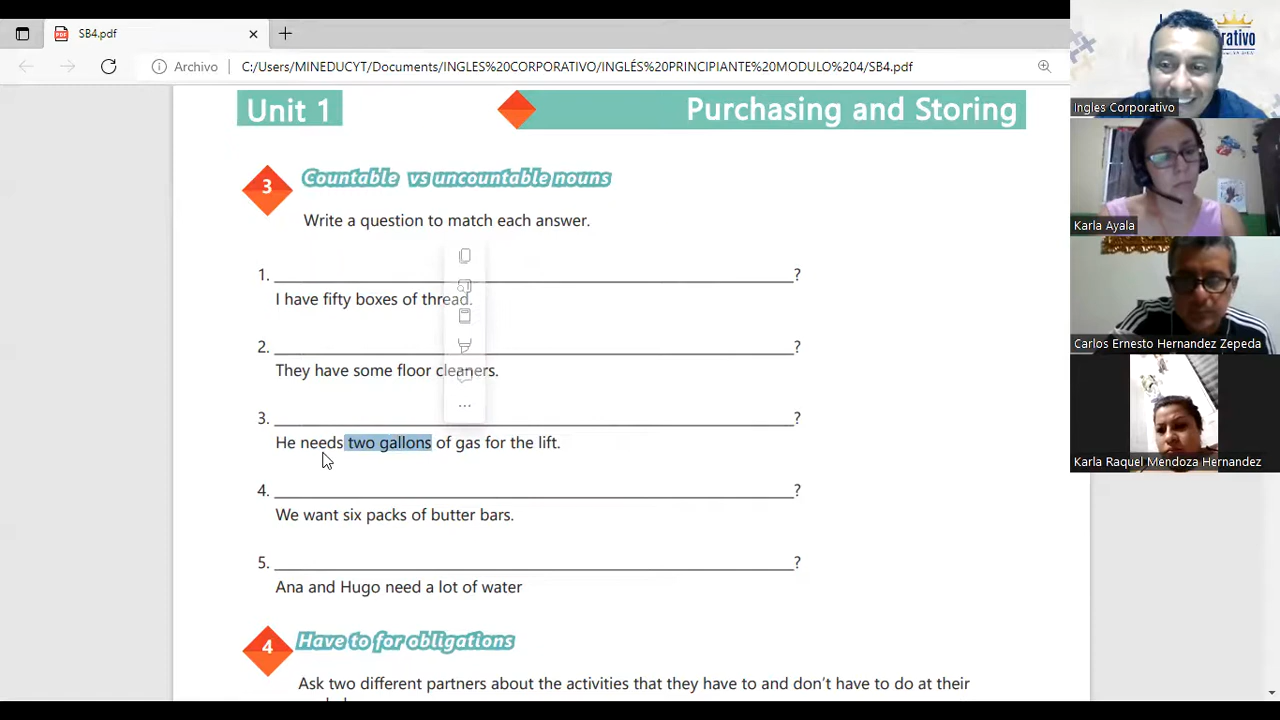 SB4.pdf
Archivo
C:/Users/MINEDUCYT/Documents/INGLES%20CORPORATIVO/INGLÉS%20PRINCIPIANTE%20MODULO%204/SB4.pdf
Unit 1
Purchasing and Storing
3
Countable vs uncountable nouns
Write a question to match each answer.
1. ?
I have fifty boxes of thread.
2. ?
They have some floor cleaners.
3. ?
He needs two gallons of gas for the lift.
4. ?
We want six packs of butter bars.
5. ?
Ana and Hugo need a lot of water
4
Have to for obligations
Ask two different partners about the activities that they have to and don't have to do at their
Ingles Corporativo
Karla Ayala
Carlos Ernesto Hernandez Zepeda
Karla Raquel Mendoza Hernandez